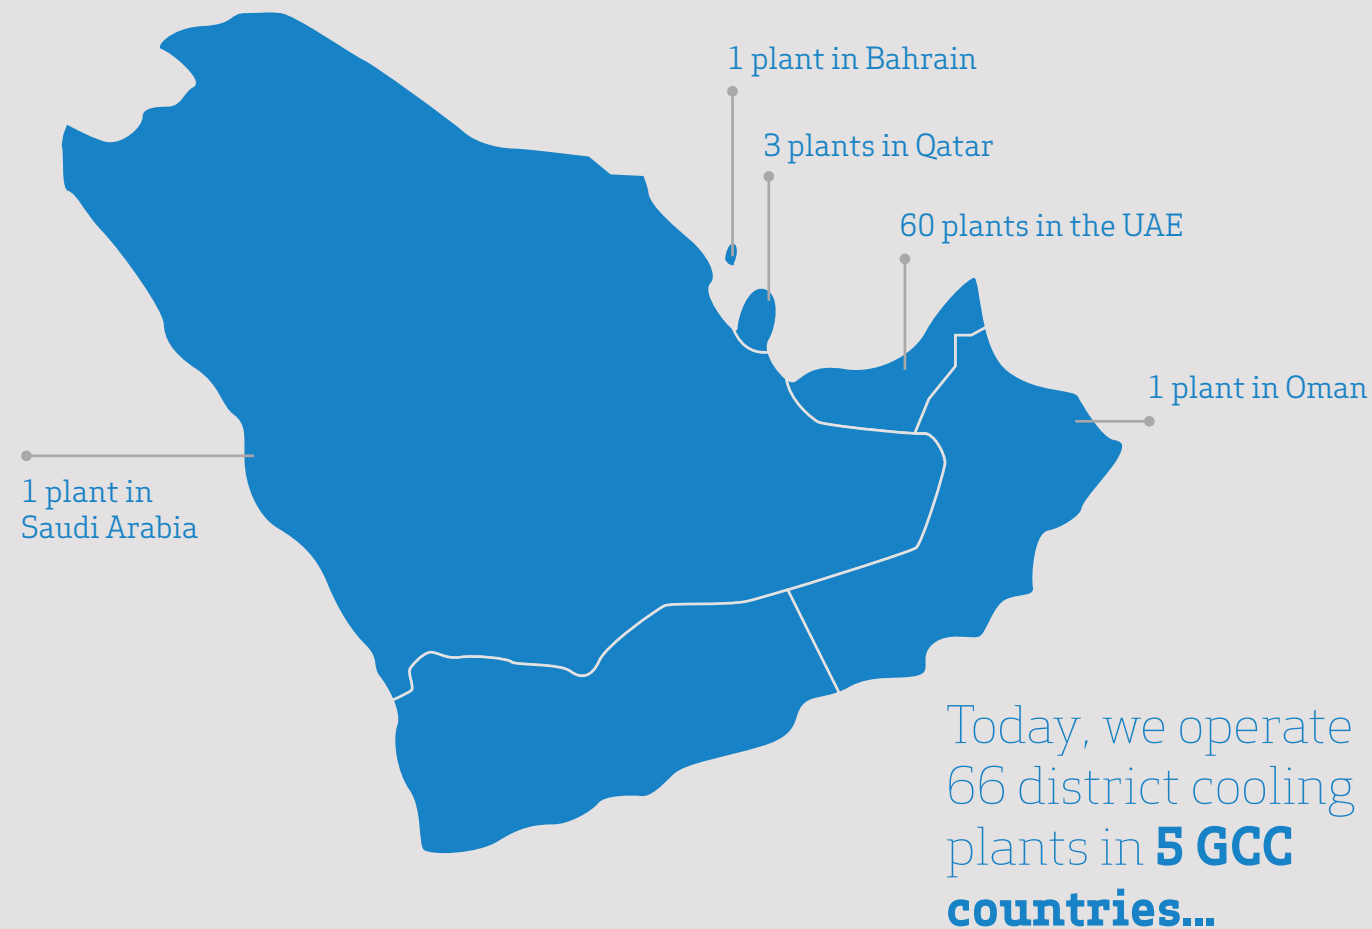 1 plant in Bahrain
3 plants in Qatar
60 plants in the UAE
1 plant in Oman
1 plant in
Saudi Arabia
Today, we operate
66 district cooling
plants in 5 GCC
countries...